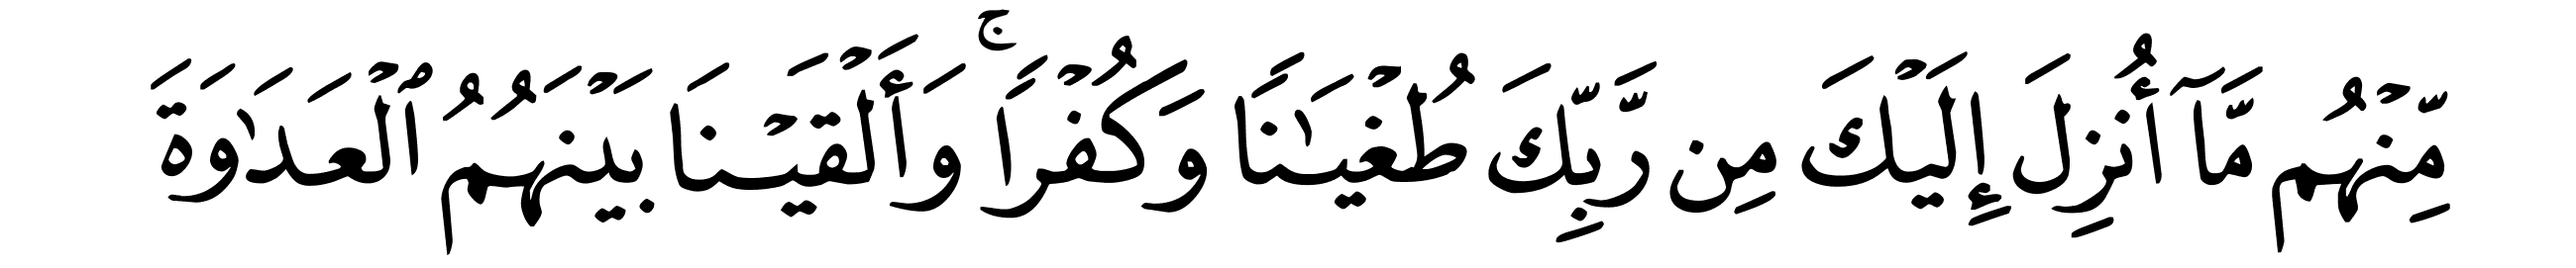 مِّنۡهُم مَّآ أُنزِلَ إِلَيۡكَ مِن رَّبِّكَ طُغۡيَٰنٗا وَكُفۡرٗاۚ وَأَلۡقَيۡنَا بَيۡنَهُمُ ٱلۡعَدَٰوَةَ